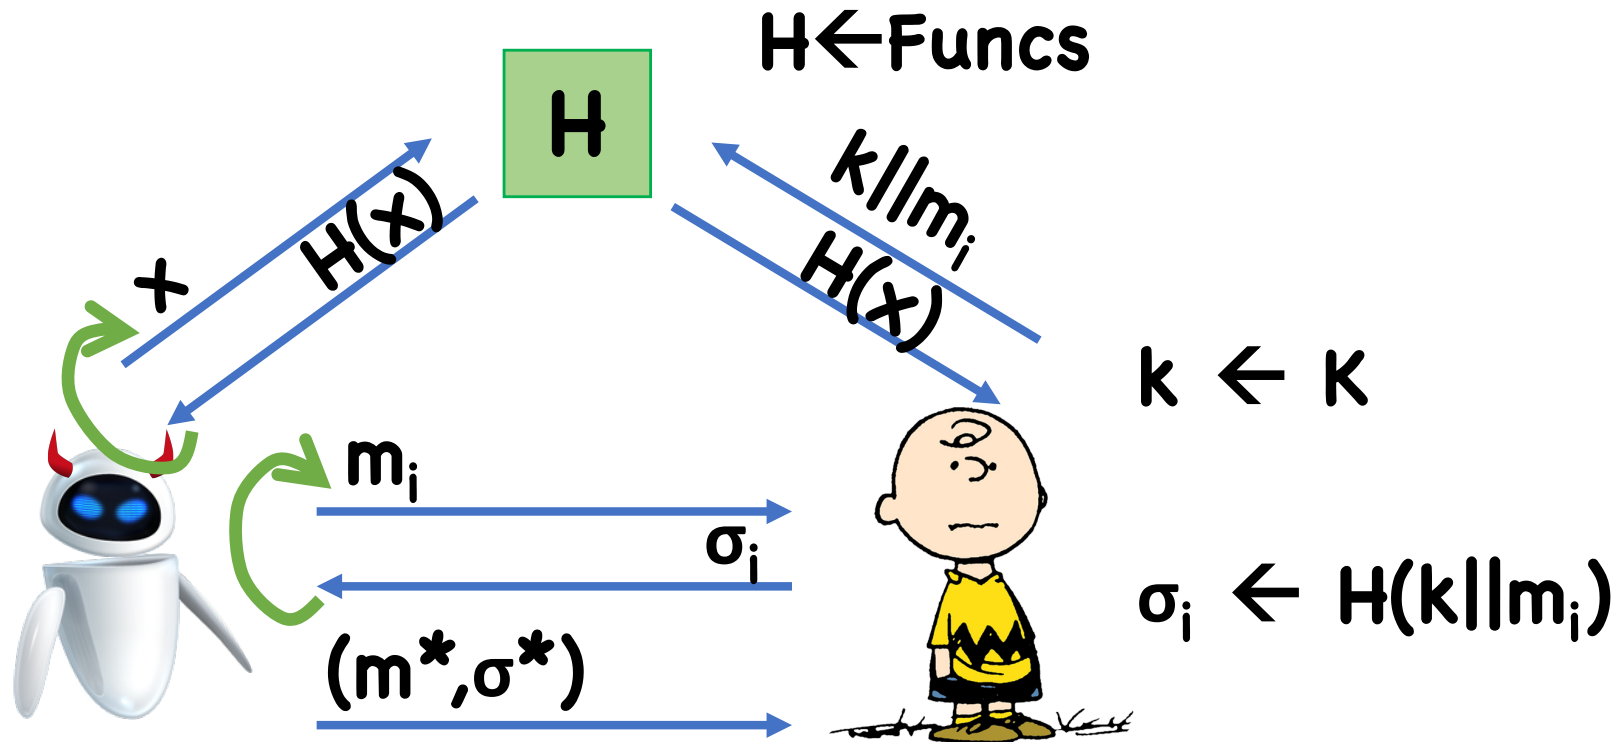 H←Funcs
H
k||mᵢ
H(x)
H(x)
x
k ← K
mᵢ
σᵢ
σᵢ ← H(k||mᵢ)
(m*,σ*)